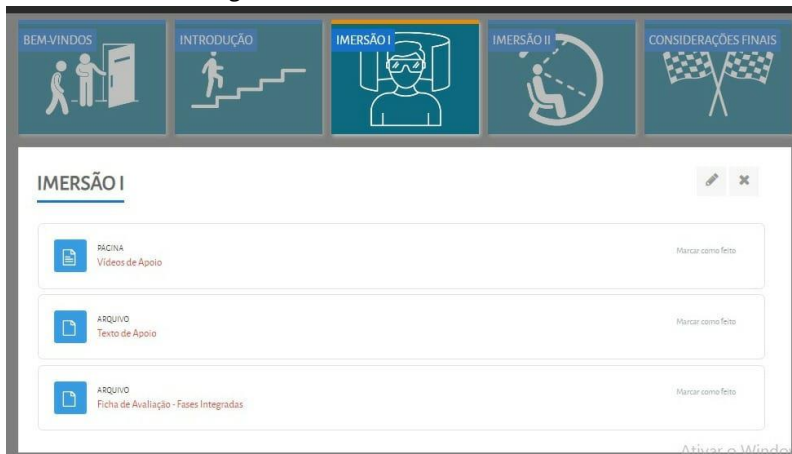 BEM-VINDOS
INTRODUÇÃO
IMERSÃO I
IMERSÃO II
CONSIDERAÇÕES FINAIS
IMERSÃO I
PÁGINA
Vídeos de Apoio
Marcar como feito
ARQUIVO
Texto de Apoio
Marcar como feito
ARQUIVO
Ficha de Avaliação - Fases Integradas
Marcar como feito
Ativar o Window